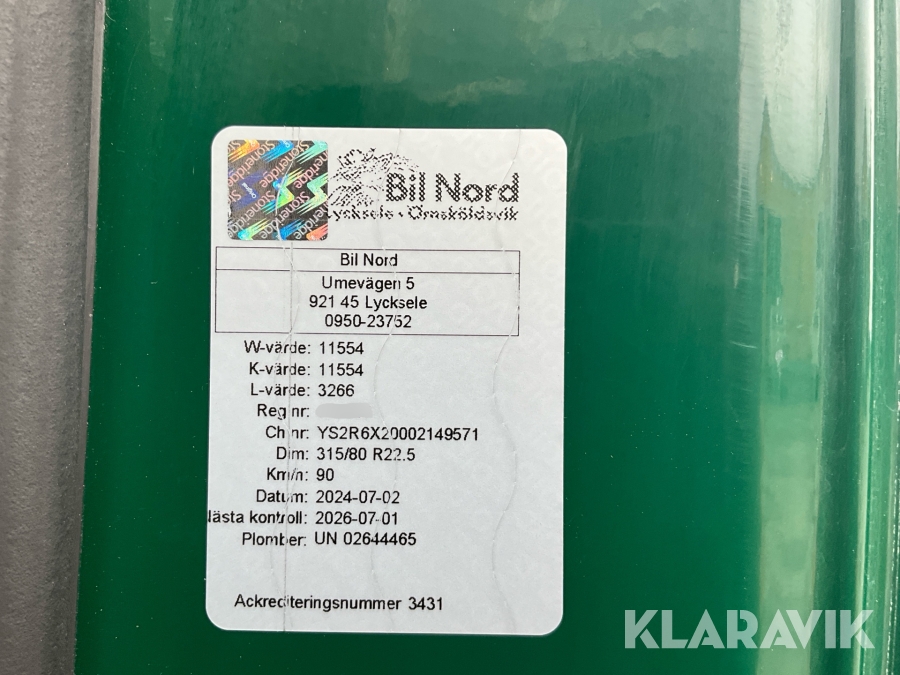 Stoneridge
Bil Nord
Lycksele · Örnsköldsvik
Bil Nord
Umevägen 5
921 45 Lycksele
0950-23752
W-värde: 11554
K-värde: 11554
L-värde: 3266
Reg nr:
Ch nr: YS2R6X20002149571
Dim: 315/80 R22.5
Km/h: 90
Datum: 2024-07-02
Nästa kontroll: 2026-07-01
Plomber: UN 02644465
Ackrediteringsnummer 3431
KLARAVIK